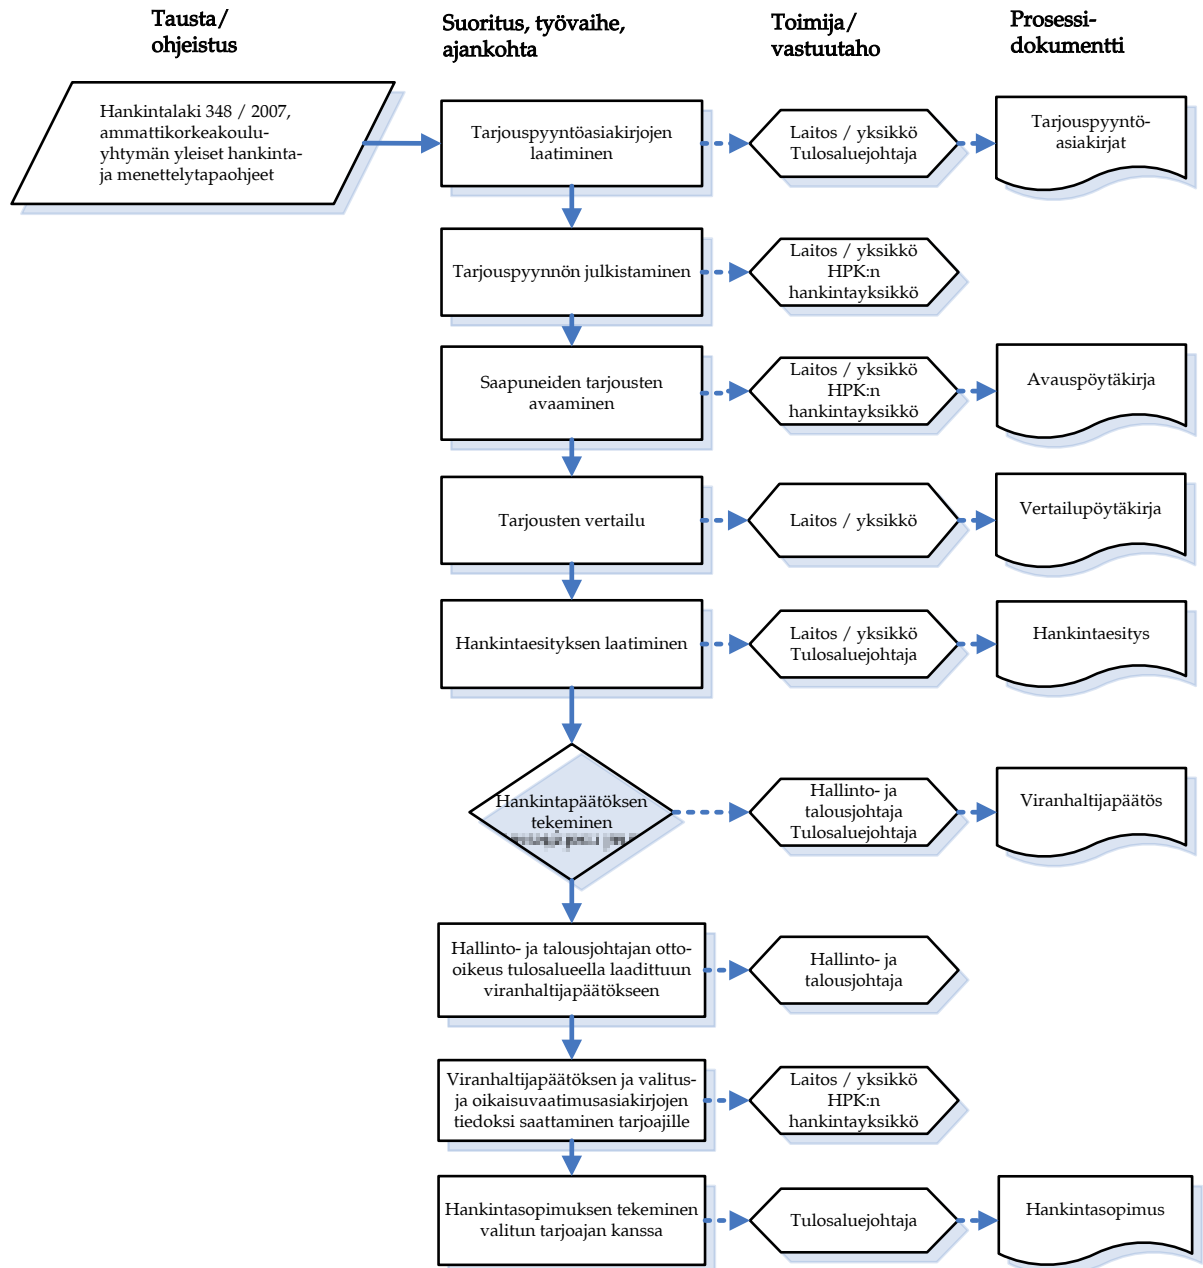 Tausta/
ohjeistus
Suoritus, työvaihe,
ajankohta
Toimija/
vastuutaho
Prosessi-
dokumentti
Hankintalaki 348 / 2007,
ammattikorkeakoulu-
yhtymän yleiset hankinta-
ja menettelytapaohjeet
Tarjouspyyntöasiakirjojen
laatiminen
Laitos / yksikkö
Tulosaluejohtaja
Tarjouspyyntö-
asiakirjat
Tarjouspyynnön julkistaminen
Laitos / yksikkö
HPK:n
hankintayksikkö
Saapuneiden tarjousten
avaaminen
Laitos / yksikkö
HPK:n
hankintayksikkö
Avauspöytäkirja
Tarjousten vertailu
Laitos / yksikkö
Vertailupöytäkirja
Hankintaesityksen laatiminen
Laitos / yksikkö
Tulosaluejohtaja
Hankintaesitys
Hankintapäätöksen
tekeminen
Hallinto- ja
talousjohtaja
Tulosaluejohtaja
Viranhaltijapäätös
Hallinto- ja talousjohtajan otto-
oikeus tulosalueella laadittuun
viranhaltijapäätökseen
Hallinto- ja
talousjohtaja
Viranhaltijapäätöksen ja valitus-
ja oikaisuvaatimusasiakirjojen
tiedoksi saattaminen tarjoajille
Laitos / yksikkö
HPK:n
hankintayksikkö
Hankintasopimuksen tekeminen
valitun tarjoajan kanssa
Tulosaluejohtaja
Hankintasopimus